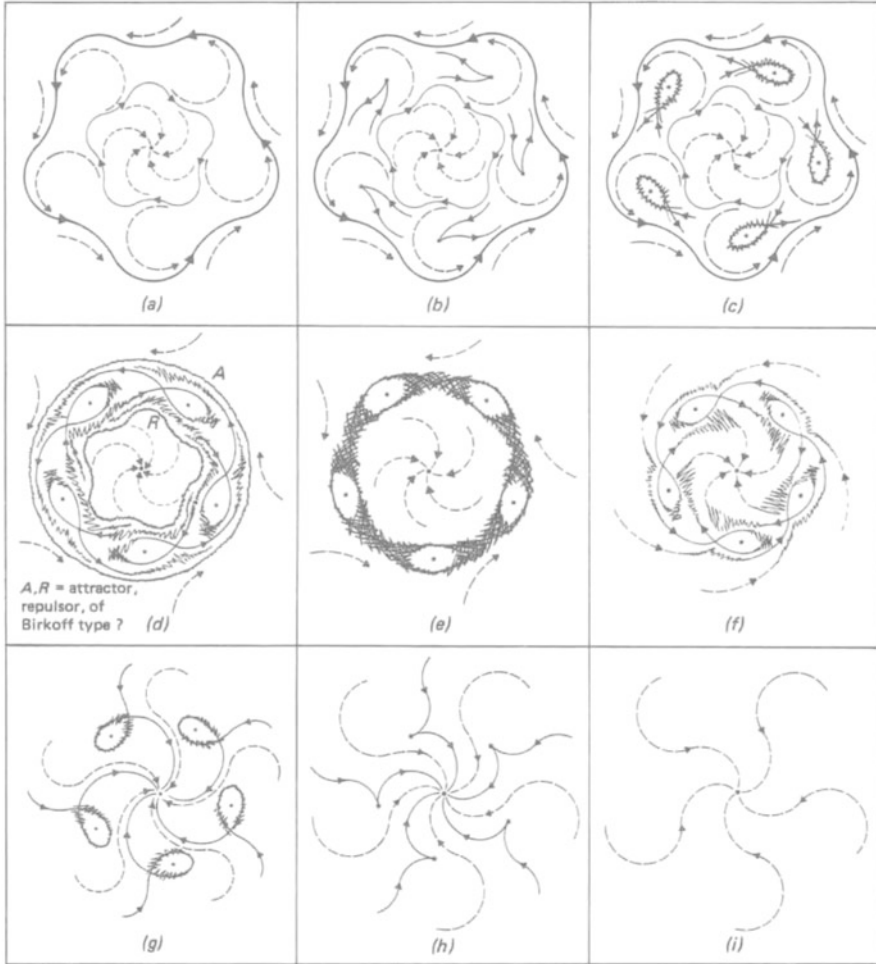 (a)
(b)
(c)
A
R
A,R = attractor,
repulsor, of
Birkoff type ?
(d)
(e)
(f)
(g)
(h)
(i)